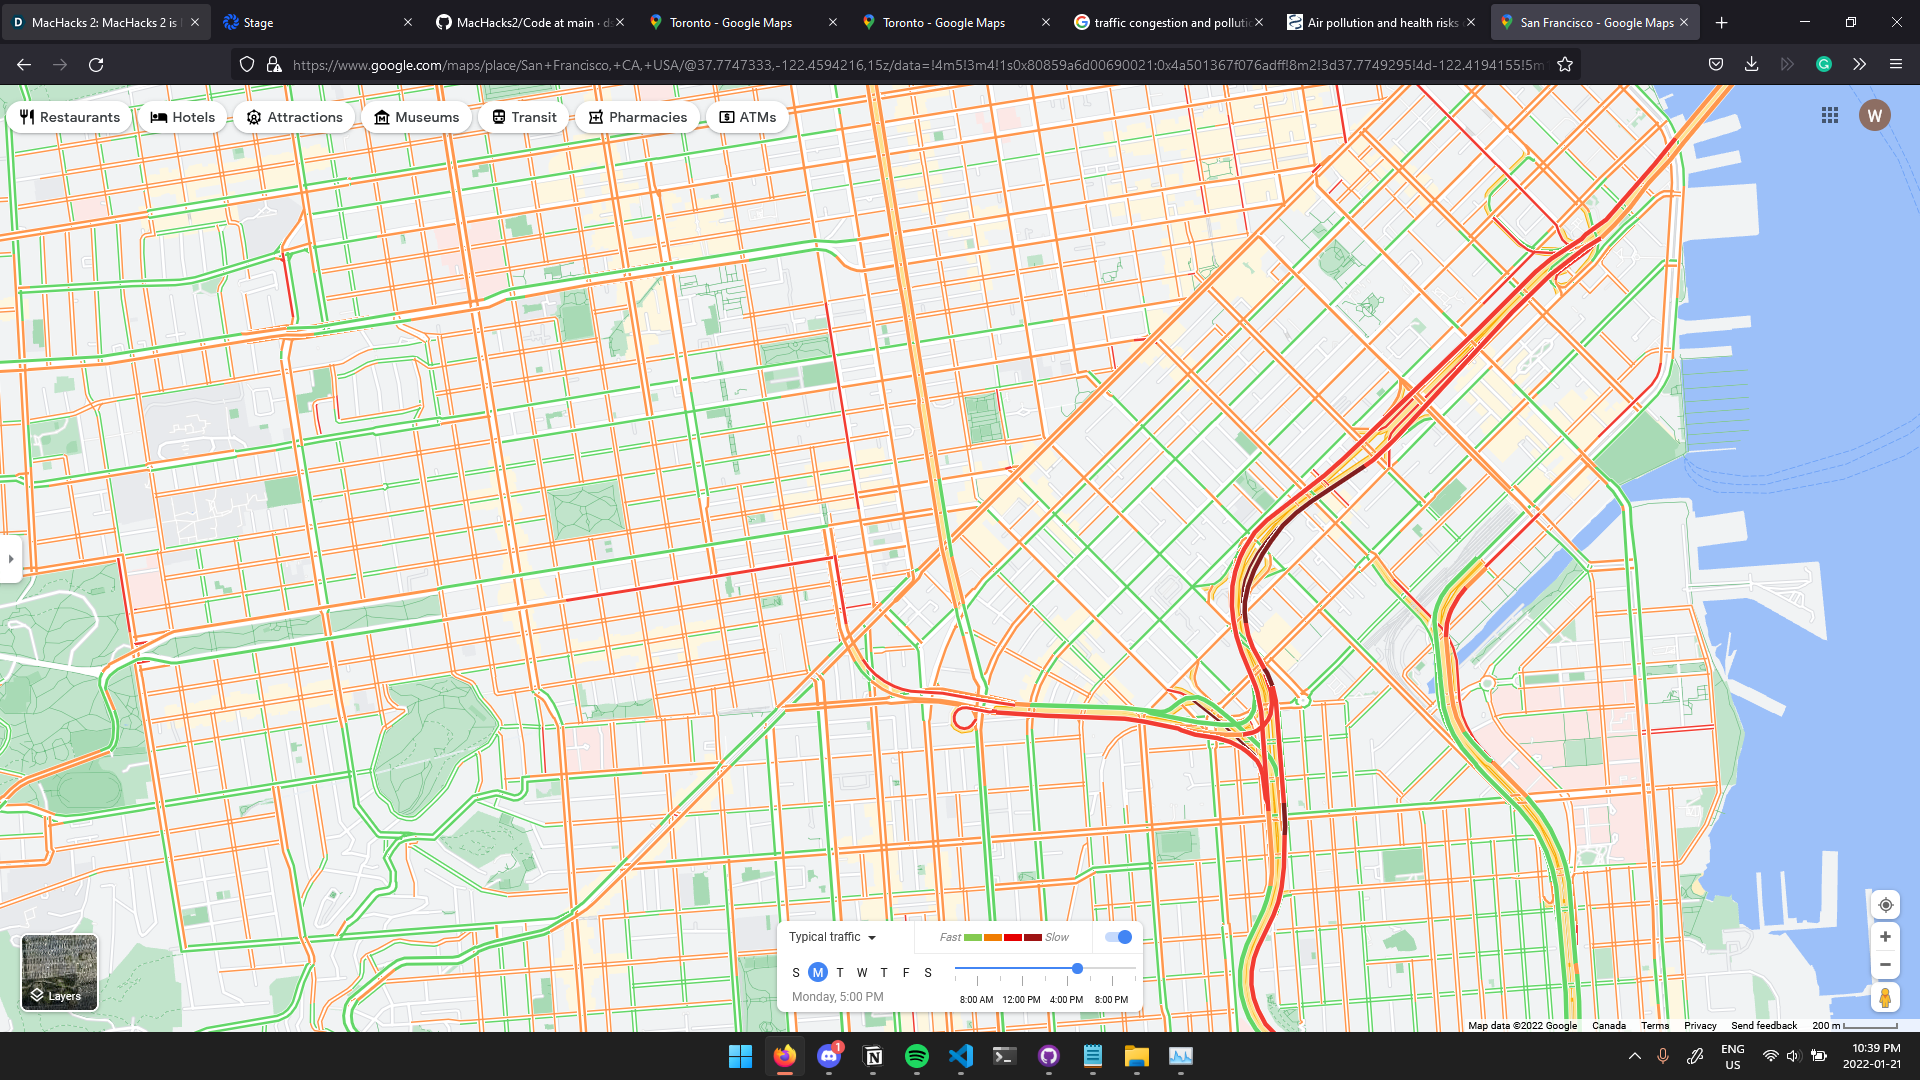 MacHacks 2: MacHacks 2 is
Stage
MacHacks2/Code at main · ds
Toronto - Google Maps
Toronto - Google Maps
traffic congestion and pollutic
Air pollution and health risks
San Francisco - Google Maps
https://www.google.com/maps/place/San+Francisco,+CA,+USA/@37.7747333,-122.4594216,15z/data=!4m5!3m4!1s0x80859a6d00690021:0x4a501367f076adff!8m2!3d37.7749295!4d-122.4194155!5m1
Restaurants
Hotels
Attractions
Museums
Transit
Pharmacies
ATMs
W
Layers
Typical traffic
Fast
Slow
S M T W T F S
Monday, 5:00 PM
8:00 AM 12:00 PM 4:00 PM 8:00 PM
Map data ©2022 Google Canada Terms Privacy Send feedback 200 m
1
ENG
US
10:39 PM
2022-01-21